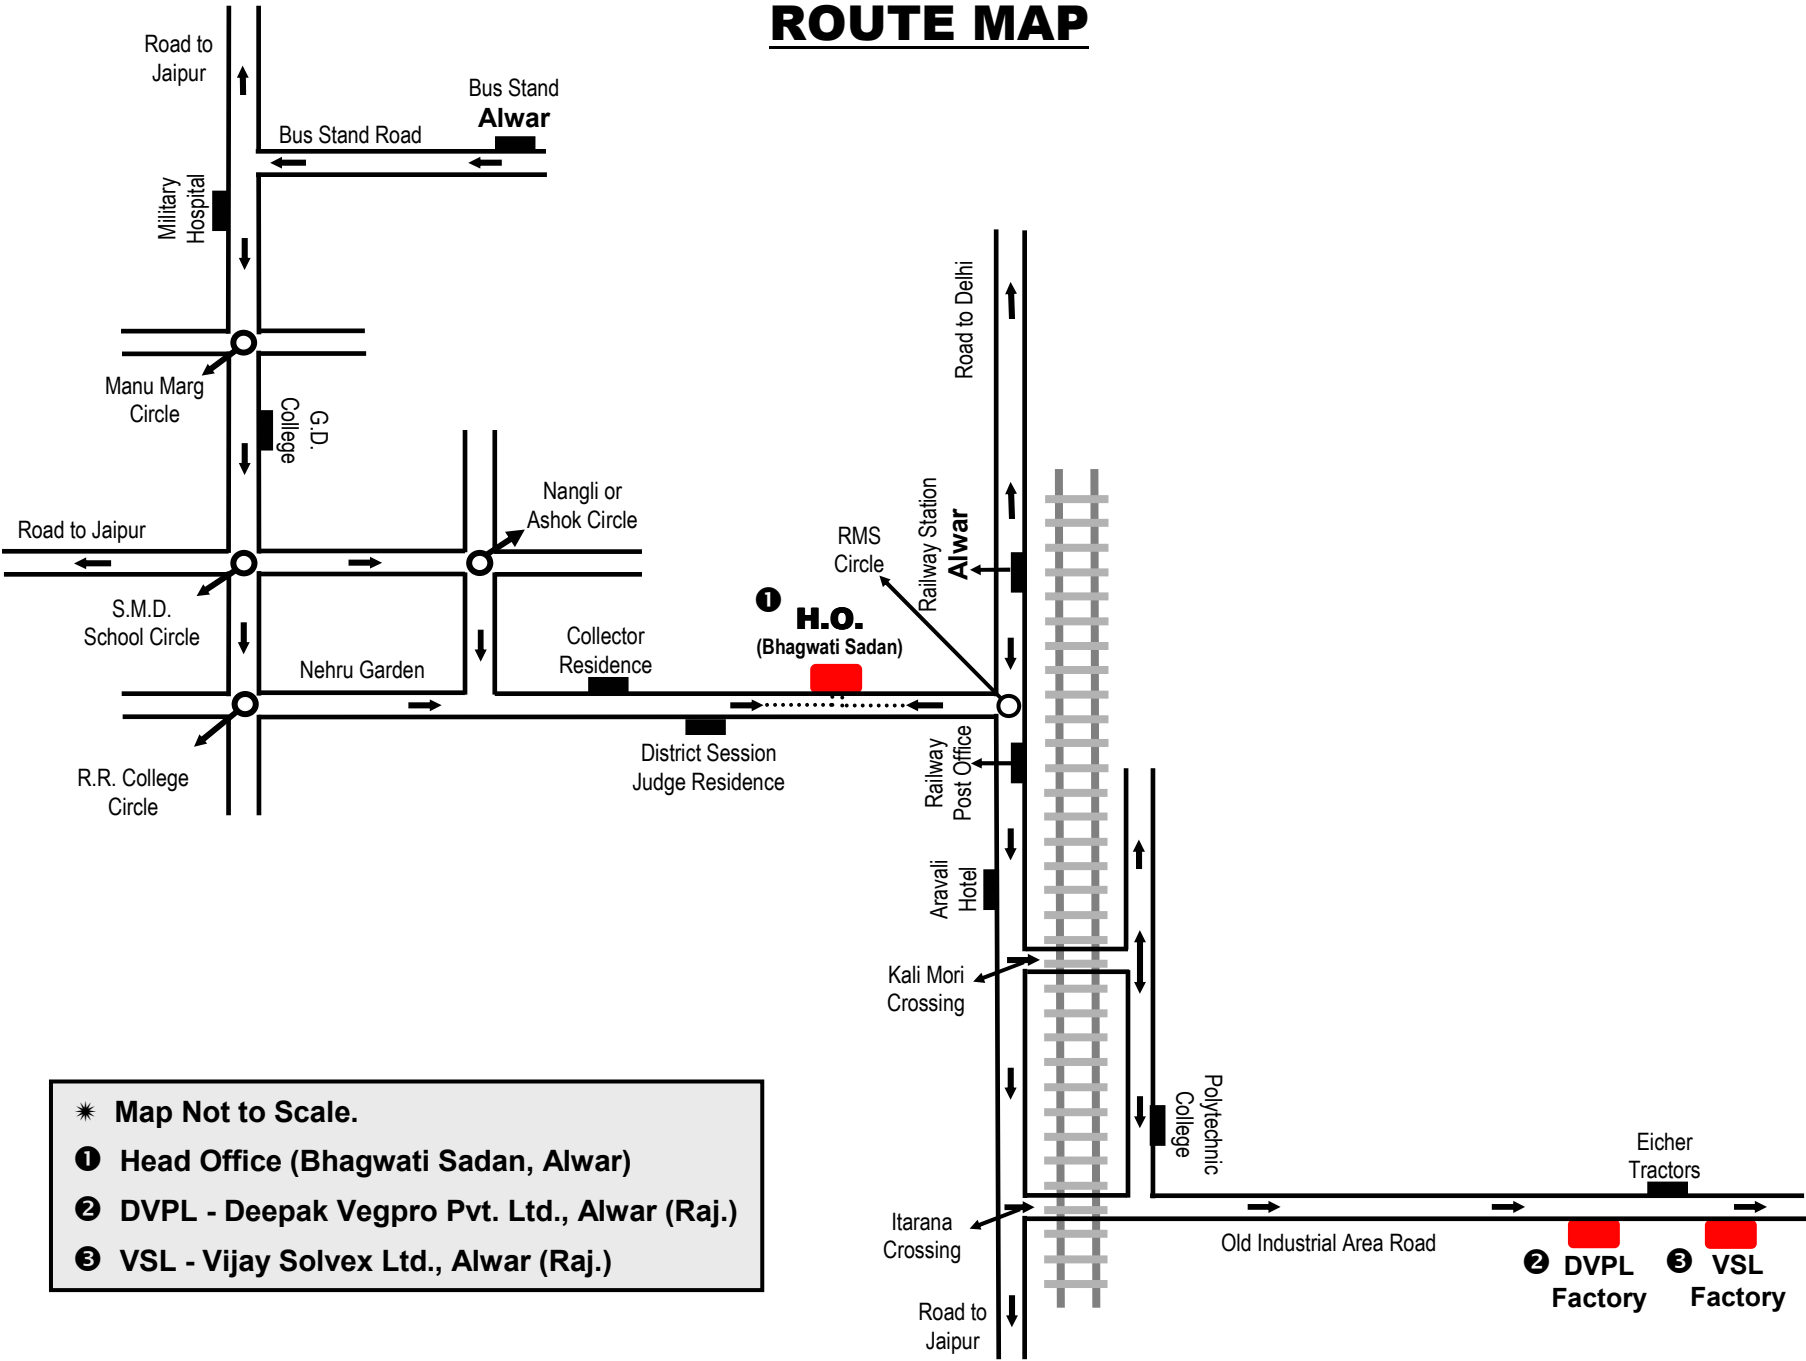 ROUTE MAP
Road to
Jaipur
Bus Stand
Alwar
Bus Stand Road
Military
Hospital
Manu Marg
Circle
G.D.
College
Road to Delhi
Nangli or
Ashok Circle
Road to Jaipur
RMS
Circle
Railway Station
Alwar
S.M.D.
School Circle
❶
H.O.
(Bhagwati Sadan)
Collector
Residence
Nehru Garden
R.R. College
Circle
District Session
Judge Residence
Railway
Post Office
Aravali
Hotel
Kali Mori
Crossing
Polytechnic
College
Eicher
Tractors
Itarana
Crossing
Old Industrial Area Road
❷ DVPL
Factory
❸ VSL
Factory
Road to
Jaipur
✷ Map Not to Scale.
❶ Head Office (Bhagwati Sadan, Alwar)
❷ DVPL - Deepak Vegpro Pvt. Ltd., Alwar (Raj.)
❸ VSL - Vijay Solvex Ltd., Alwar (Raj.)